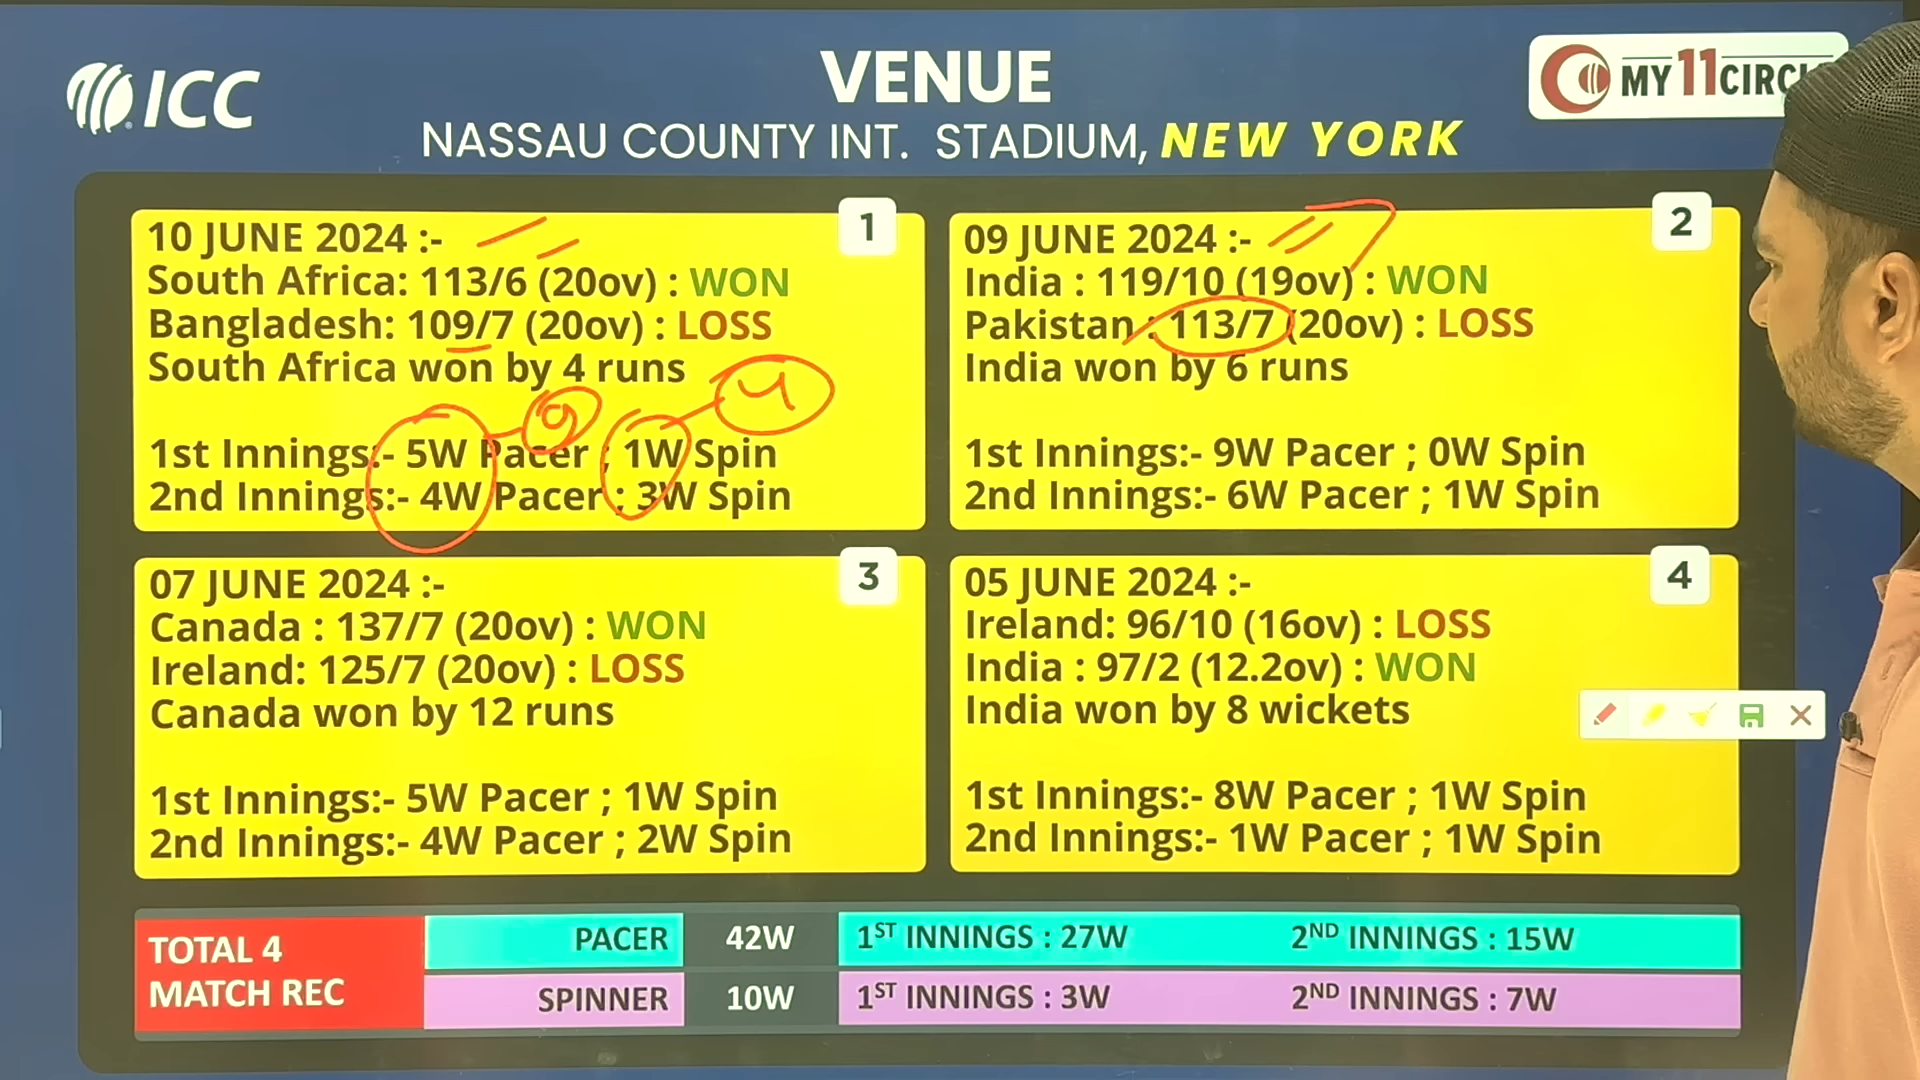 ICC
VENUE
NASSAU COUNTY INT. STADIUM, NEW YORK
MY11CIRC
1
10 JUNE 2024 :-
South Africa: 113/6 (20ov) : WON
Bangladesh: 109/7 (20ov) : LOSS
South Africa won by 4 runs
9
4
1st Innings:- 5W Pacer ; 1W Spin
2nd Innings:- 4W Pacer ; 3W Spin
2
09 JUNE 2024 :-
India : 119/10 (19ov) : WON
Pakistan : 113/7 (20ov) : LOSS
India won by 6 runs
1st Innings:- 9W Pacer ; 0W Spin
2nd Innings:- 6W Pacer ; 1W Spin
3
07 JUNE 2024 :-
Canada : 137/7 (20ov) : WON
Ireland: 125/7 (20ov) : LOSS
Canada won by 12 runs
1st Innings:- 5W Pacer ; 1W Spin
2nd Innings:- 4W Pacer ; 2W Spin
4
05 JUNE 2024 :-
Ireland: 96/10 (16ov) : LOSS
India : 97/2 (12.2ov) : WON
India won by 8 wickets
1st Innings:- 8W Pacer ; 1W Spin
2nd Innings:- 1W Pacer ; 1W Spin
TOTAL 4
MATCH REC
PACER 42W 1ST INNINGS : 27W 2ND INNINGS : 15W
SPINNER 10W 1ST INNINGS : 3W 2ND INNINGS : 7W